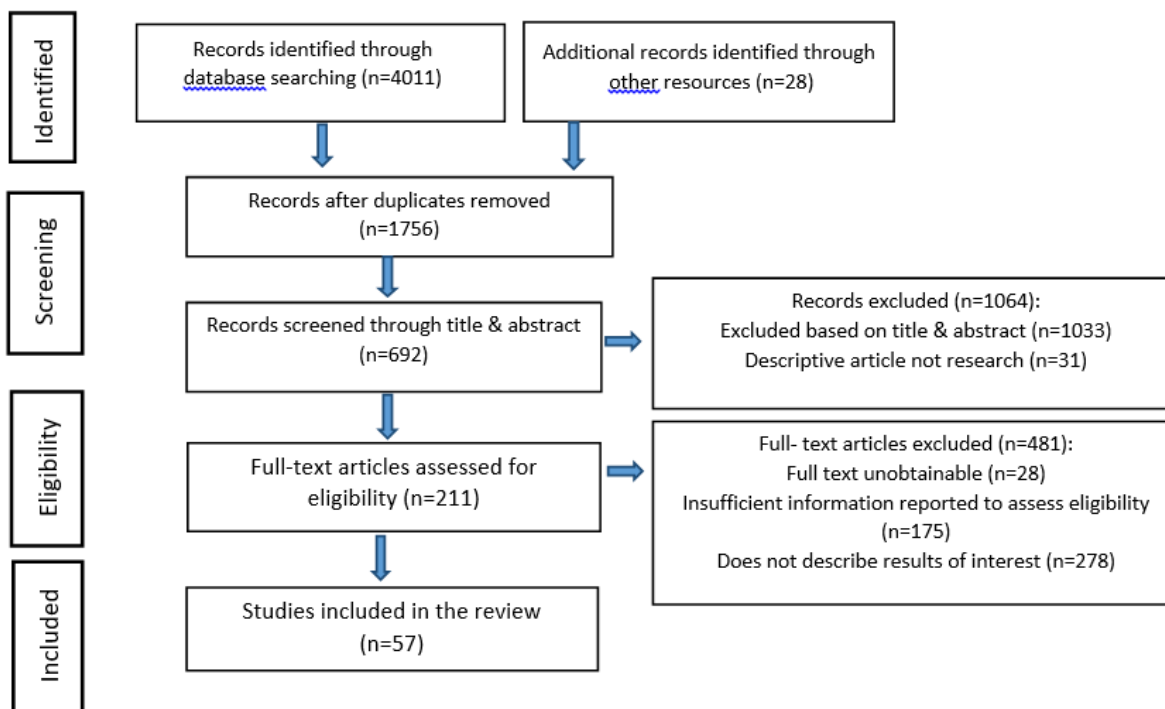 Identified
Records identified through
database searching (n=4011)
Additional records identified through
other resources (n=28)
Screening
Records after duplicates removed
(n=1756)
Records screened through title & abstract
(n=692)
Records excluded (n=1064):
Excluded based on title & abstract (n=1033)
Descriptive article not research (n=31)
Eligibility
Full-text articles assessed for
eligibility (n=211)
Full- text articles excluded (n=481):
Full text unobtainable (n=28)
Insufficient information reported to assess eligibility
(n=175)
Does not describe results of interest (n=278)
Included
Studies included in the review
(n=57)